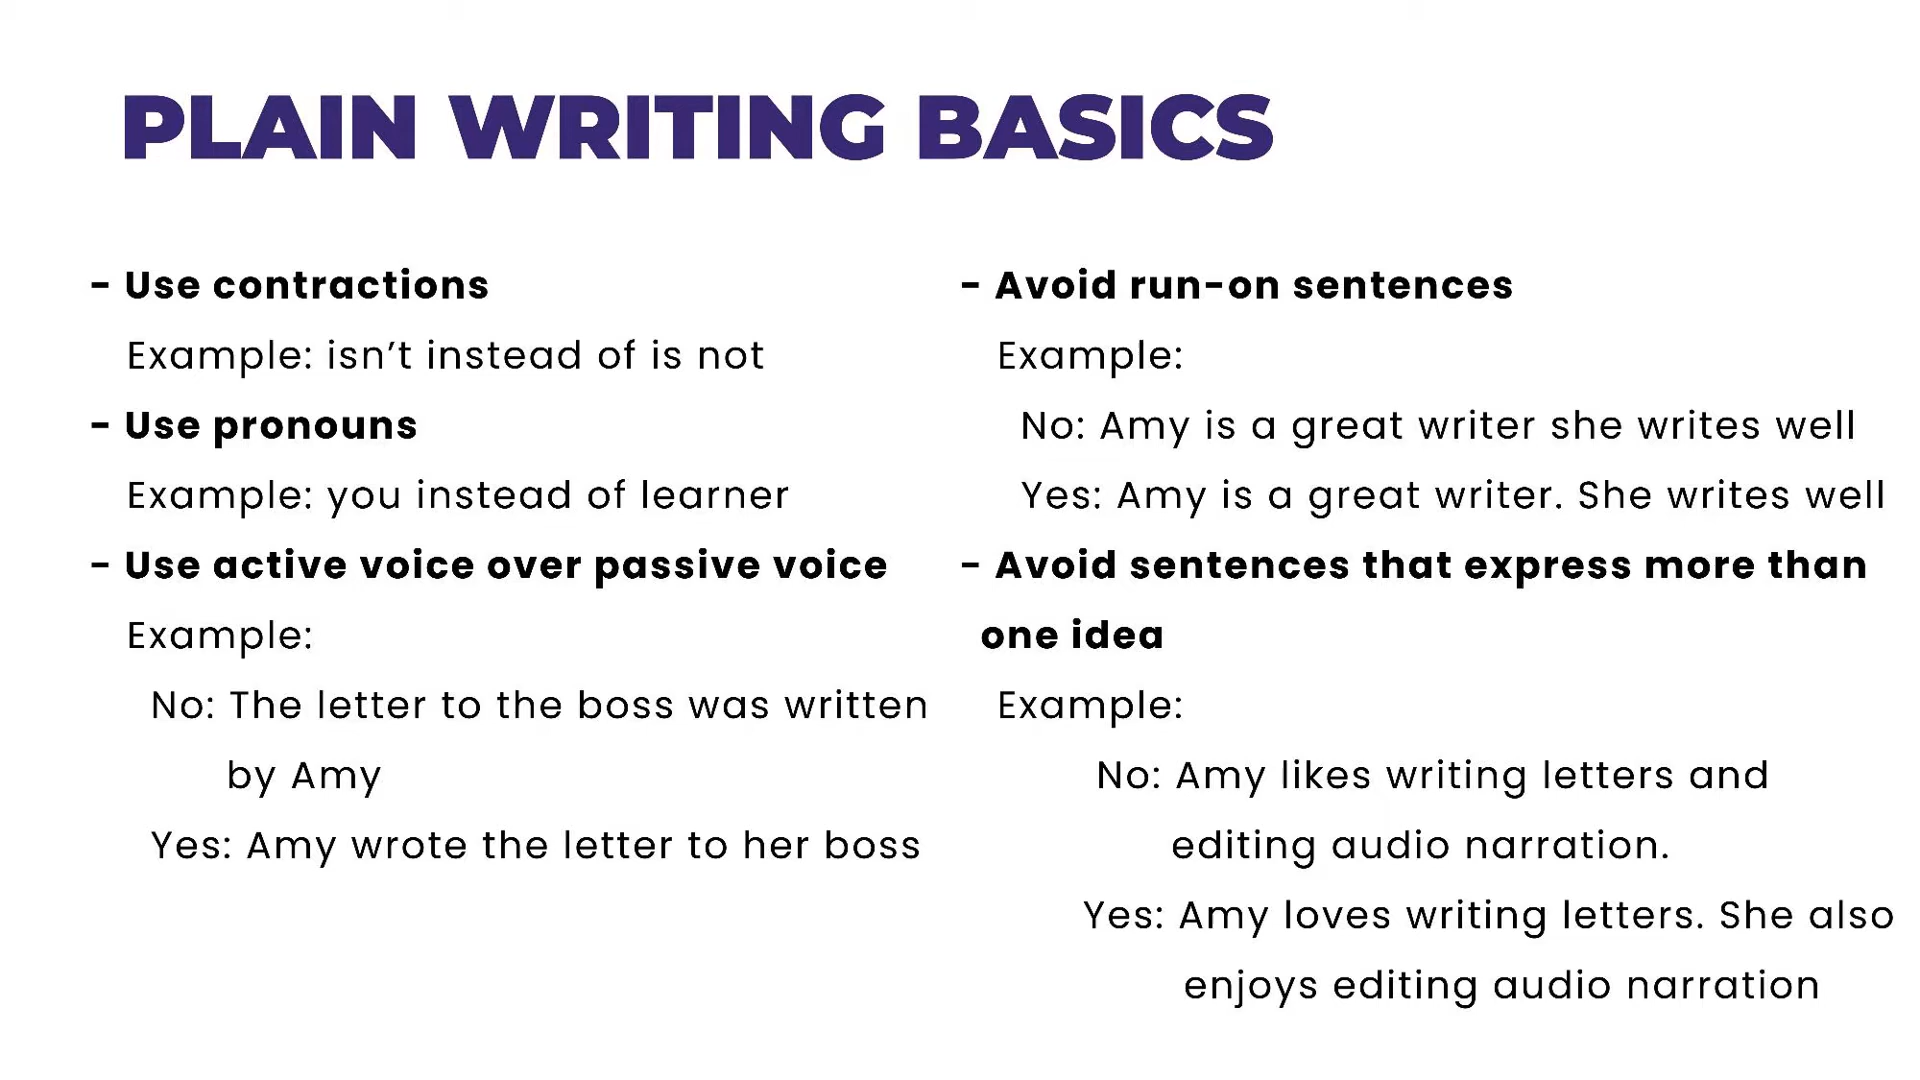 PLAIN WRITING BASICS
- Use contractions
Example: isn’t instead of is not
- Use pronouns
Example: you instead of learner
- Use active voice over passive voice
Example:
No: The letter to the boss was written
by Amy
Yes: Amy wrote the letter to her boss
- Avoid run-on sentences
Example:
No: Amy is a great writer she writes well
Yes: Amy is a great writer. She writes well
- Avoid sentences that express more than
one idea
Example:
No: Amy likes writing letters and
editing audio narration.
Yes: Amy loves writing letters. She also
enjoys editing audio narration